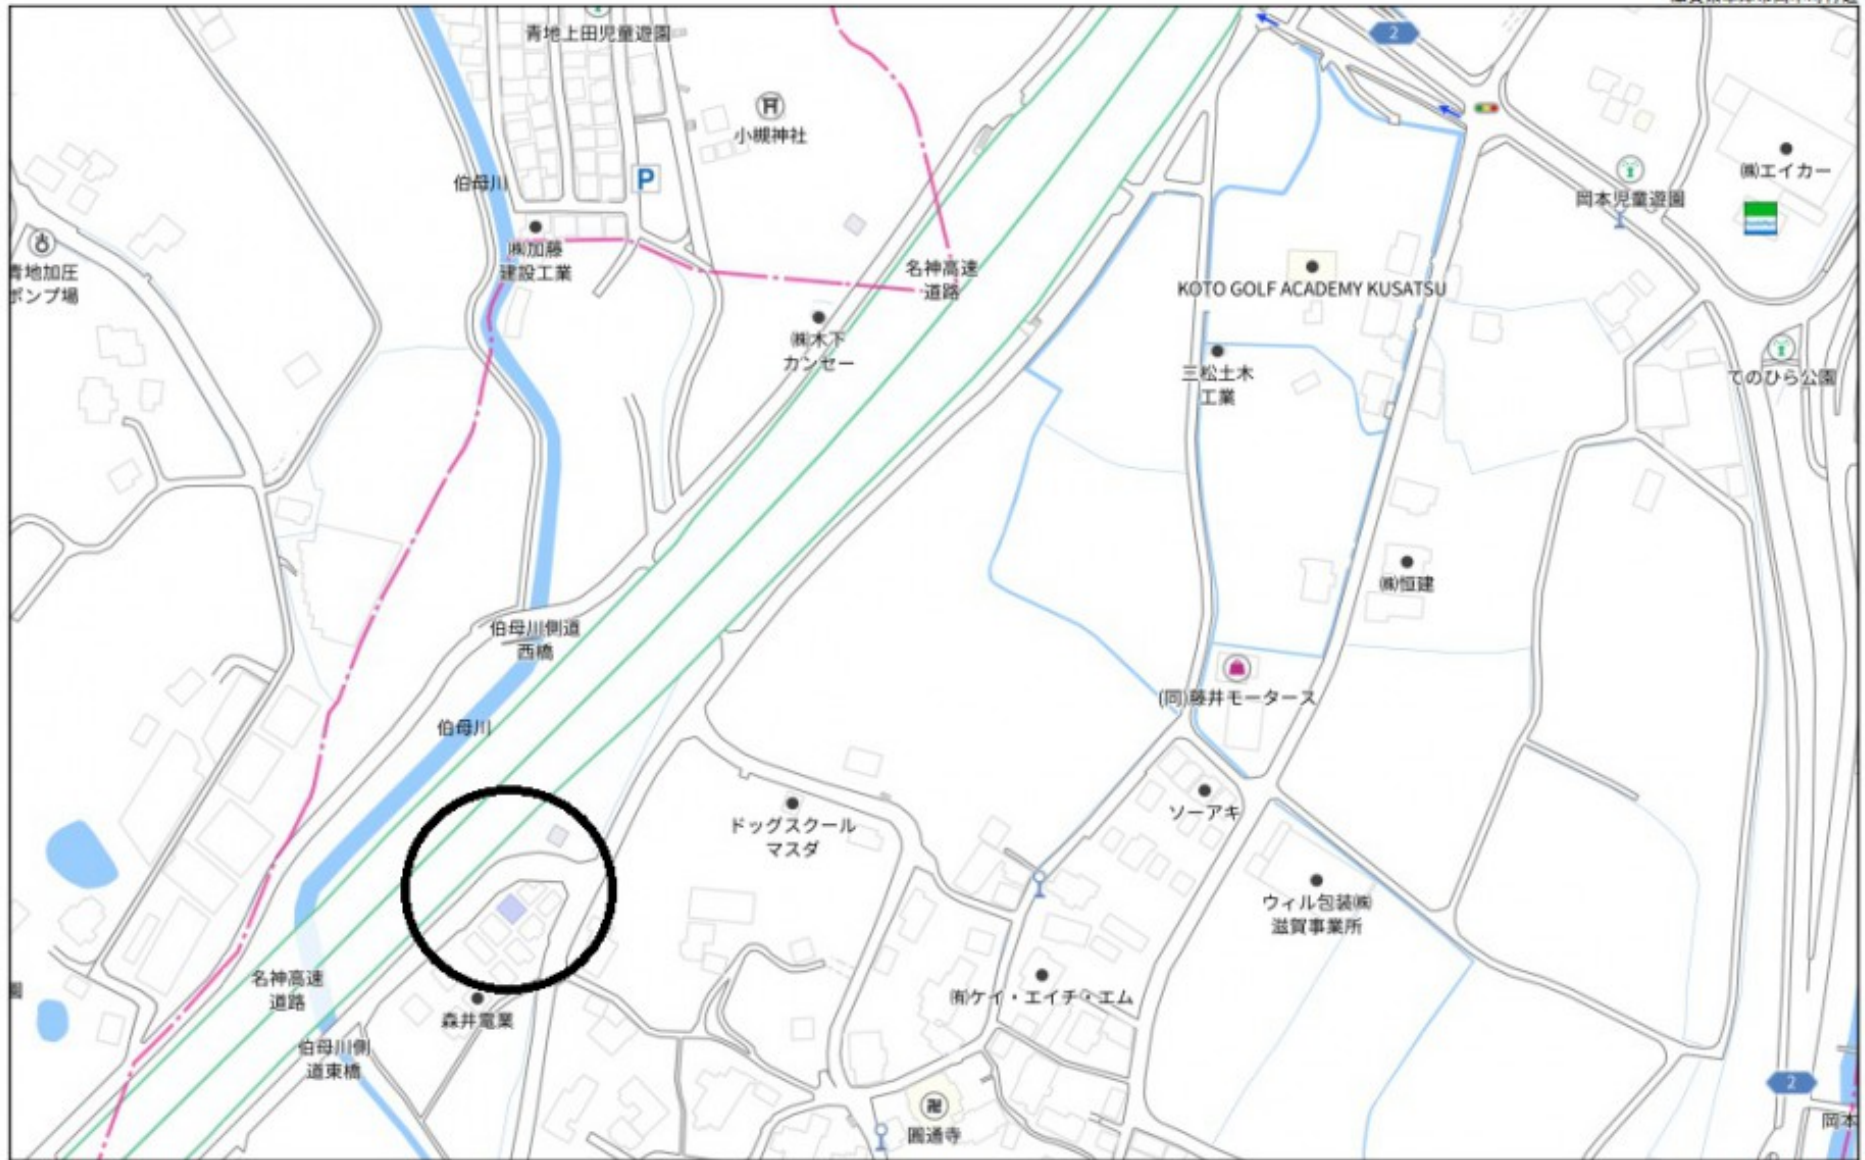 青地上田児童遊園
2
小槻神社
P
伯母川
㈱エイカー
岡本児童遊園
㈱加藤
建設工業
青地加圧
ポンプ場
名神高速
道路
KOTO GOLF ACADEMY KUSATSU
㈱木下
カンセー
三松土木
工業
てのひら公園
㈱恒建
伯母川側道
西橋
(同)藤井モータース
伯母川
ソーアキ
ドッグスクール
マスダ
ウィル包装㈱
滋賀事業所
名神高速
道路
㈲ケイ・エイチ・エム
森井電業
園
伯母川側
道東橋
2
圓通寺
岡本